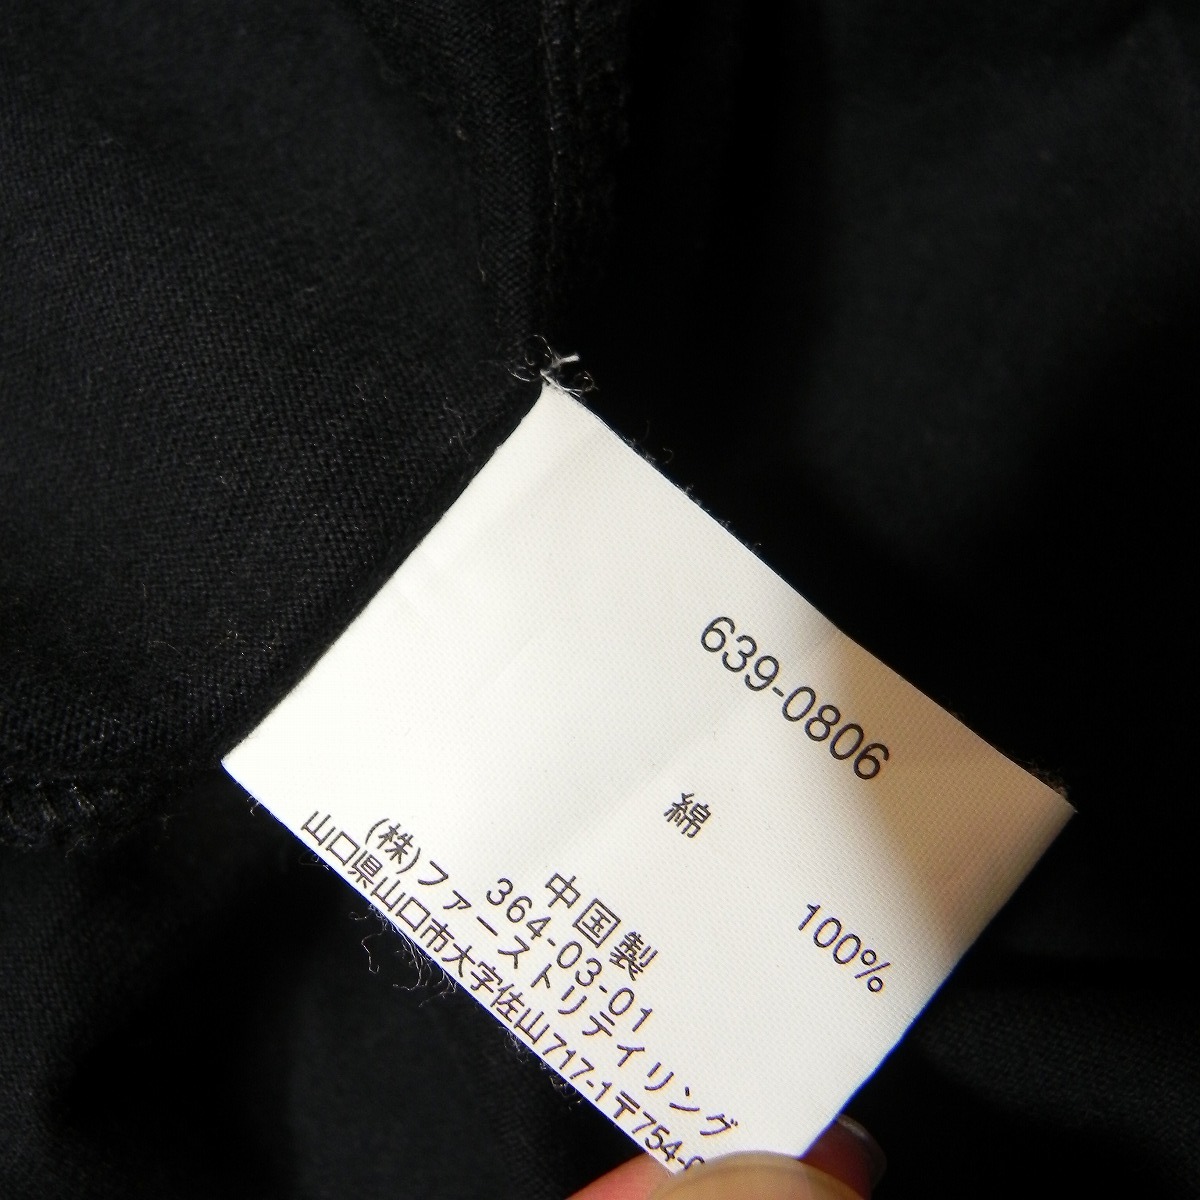 639-0806
綿
100%
中国製
364-03-01
(株)ファーストリテイリング
山口県山口市大字佐山717-1〒754-